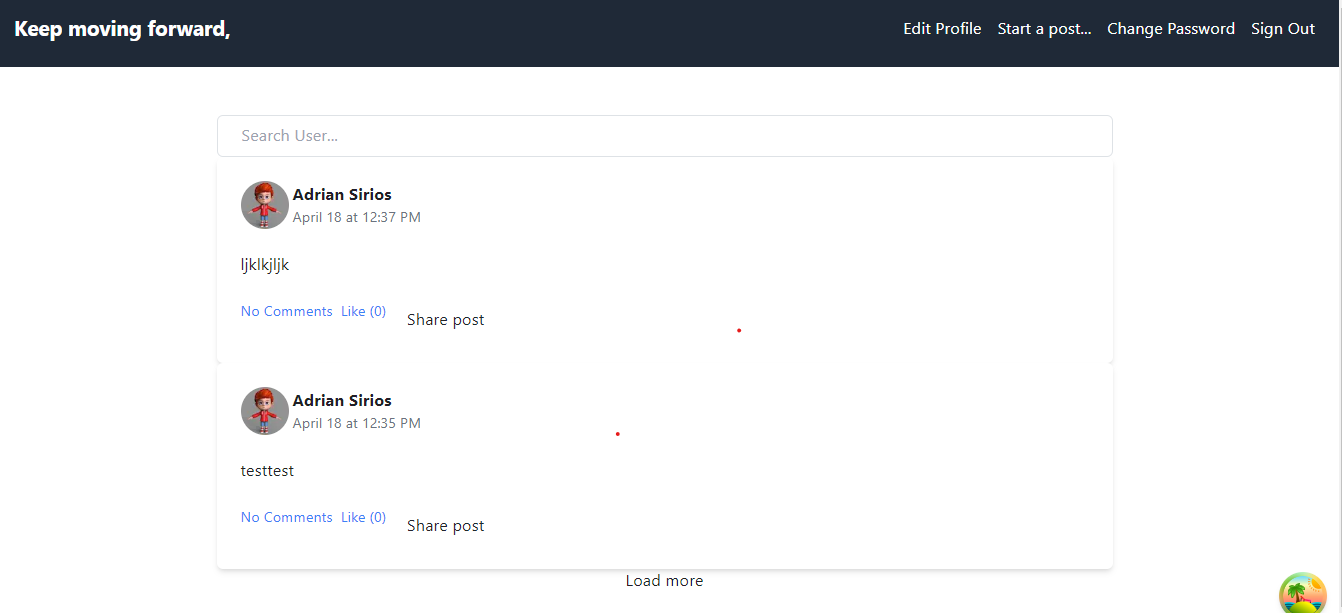 Keep moving forward,
Edit Profile Start a post... Change Password Sign Out
Search User...
Adrian Sirios
April 18 at 12:37 PM
ljklkjljk
No Comments Like (0) Share post
Adrian Sirios
April 18 at 12:35 PM
testtest
No Comments Like (0) Share post
Load more